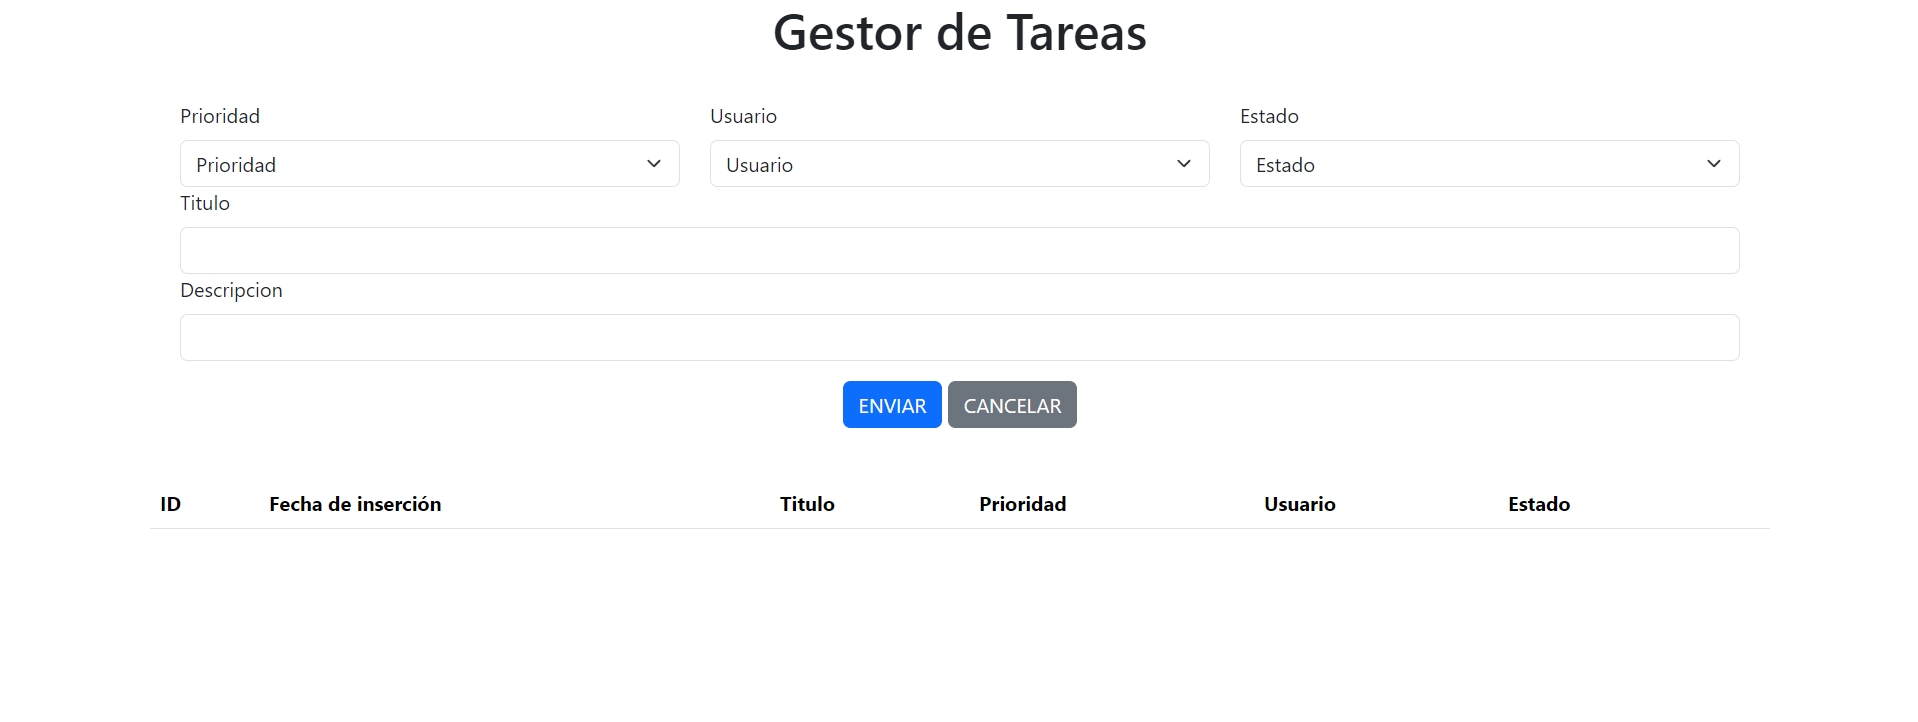 Gestor de Tareas
Prioridad Usuario Estado
Prioridad Usuario Estado
Titulo
Descripcion
ENVIAR CANCELAR
ID Fecha de inserción Titulo Prioridad Usuario Estado